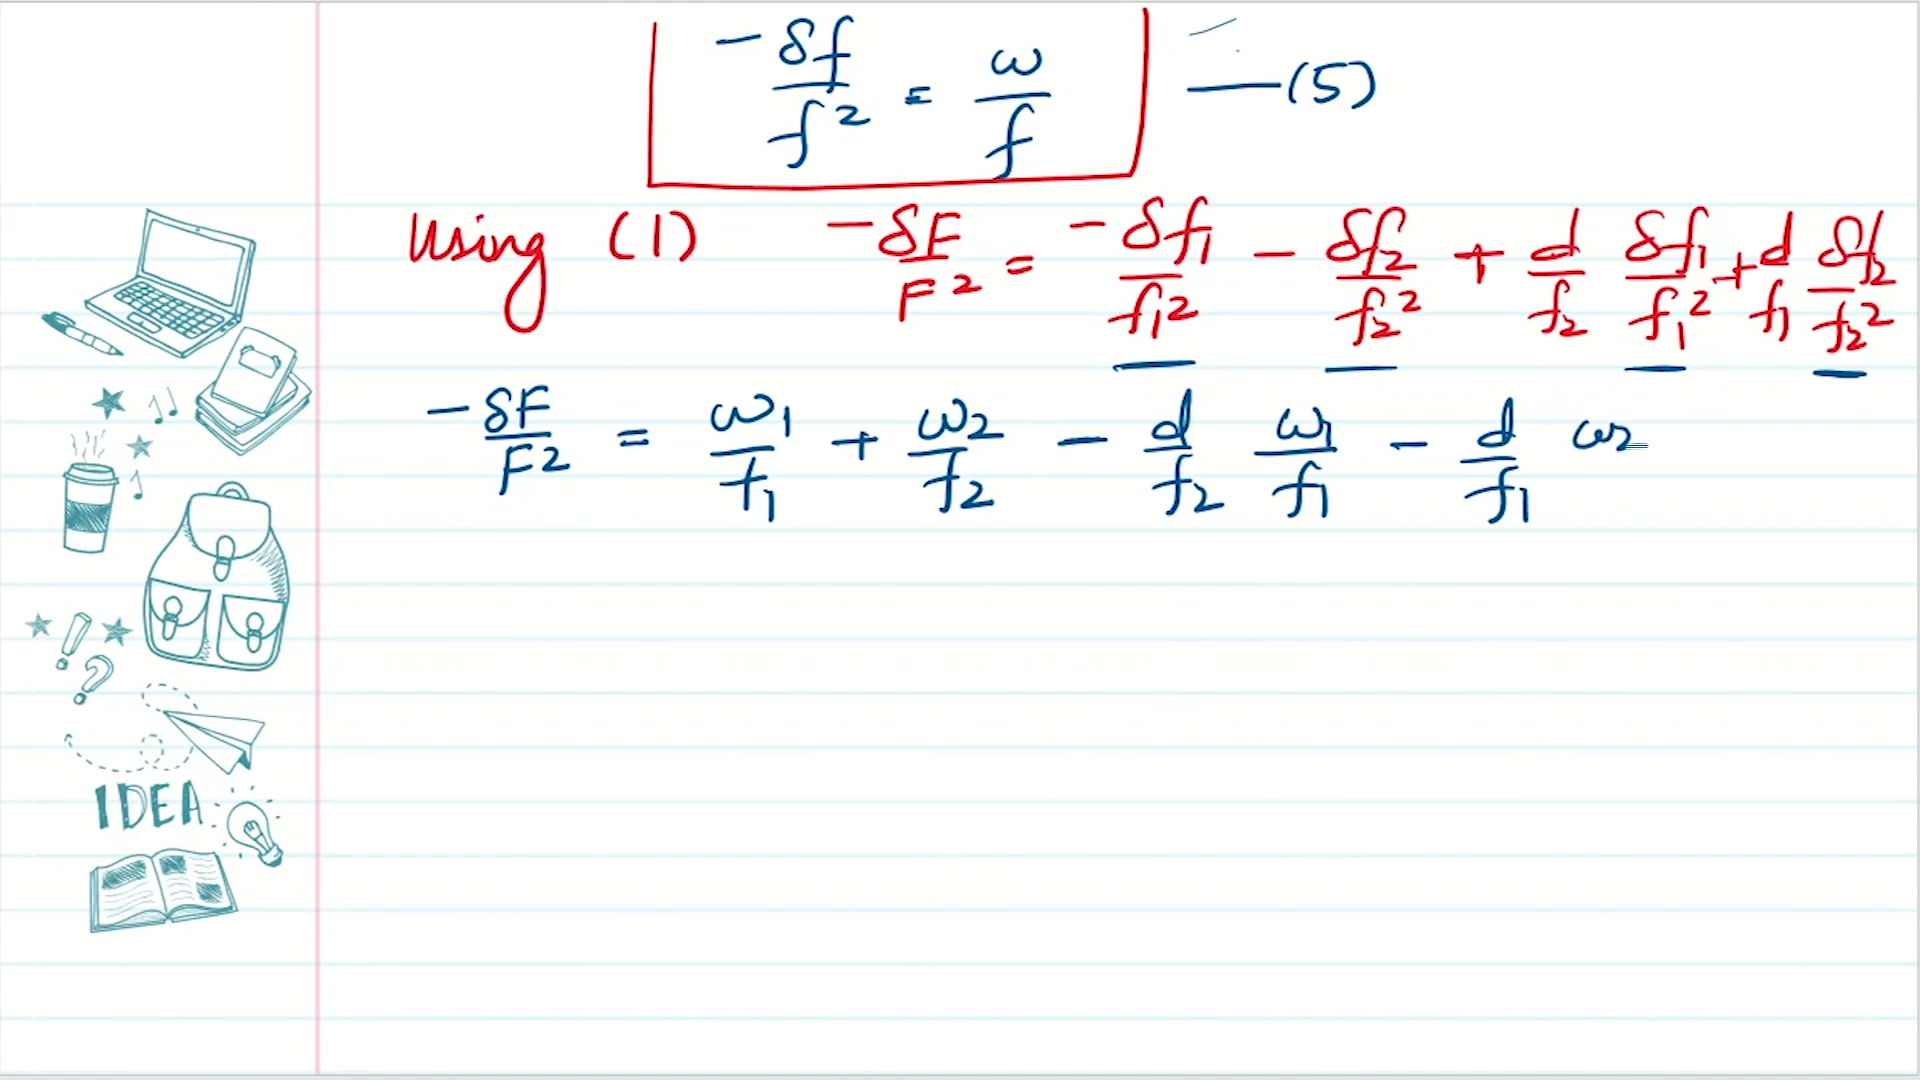 -δf/f² = ω/f —(5)
Using (1) -δF/F² = -δf₁/f₁² - δf₂/f₂² + d/f₂ δf₁/f₁² + d/f₁ δf₂/f₂²
-δF/F² = ω₁/f₁ + ω₂/f₂ - d/f₂ ω₁/f₁ - d/f₁ ω₂
IDEA